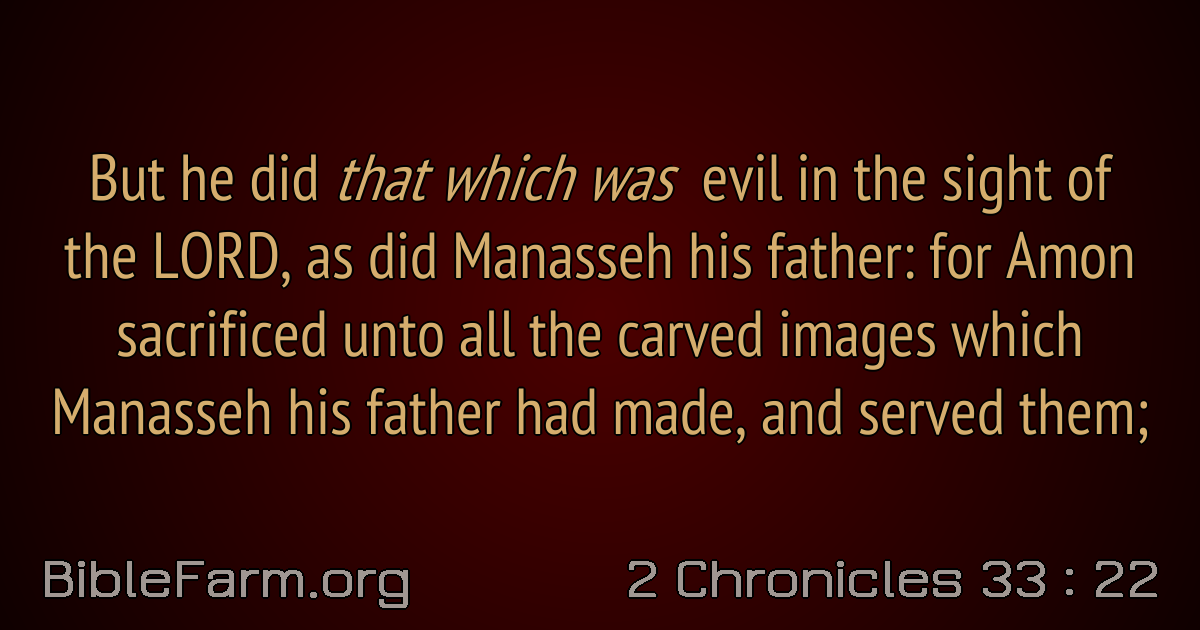 But he did that which was evil in the sight of
the LORD, as did Manasseh his father: for Amon
sacrificed unto all the carved images which
Manasseh his father had made, and served them;
BibleFarm.org
2 Chronicles 33 : 22